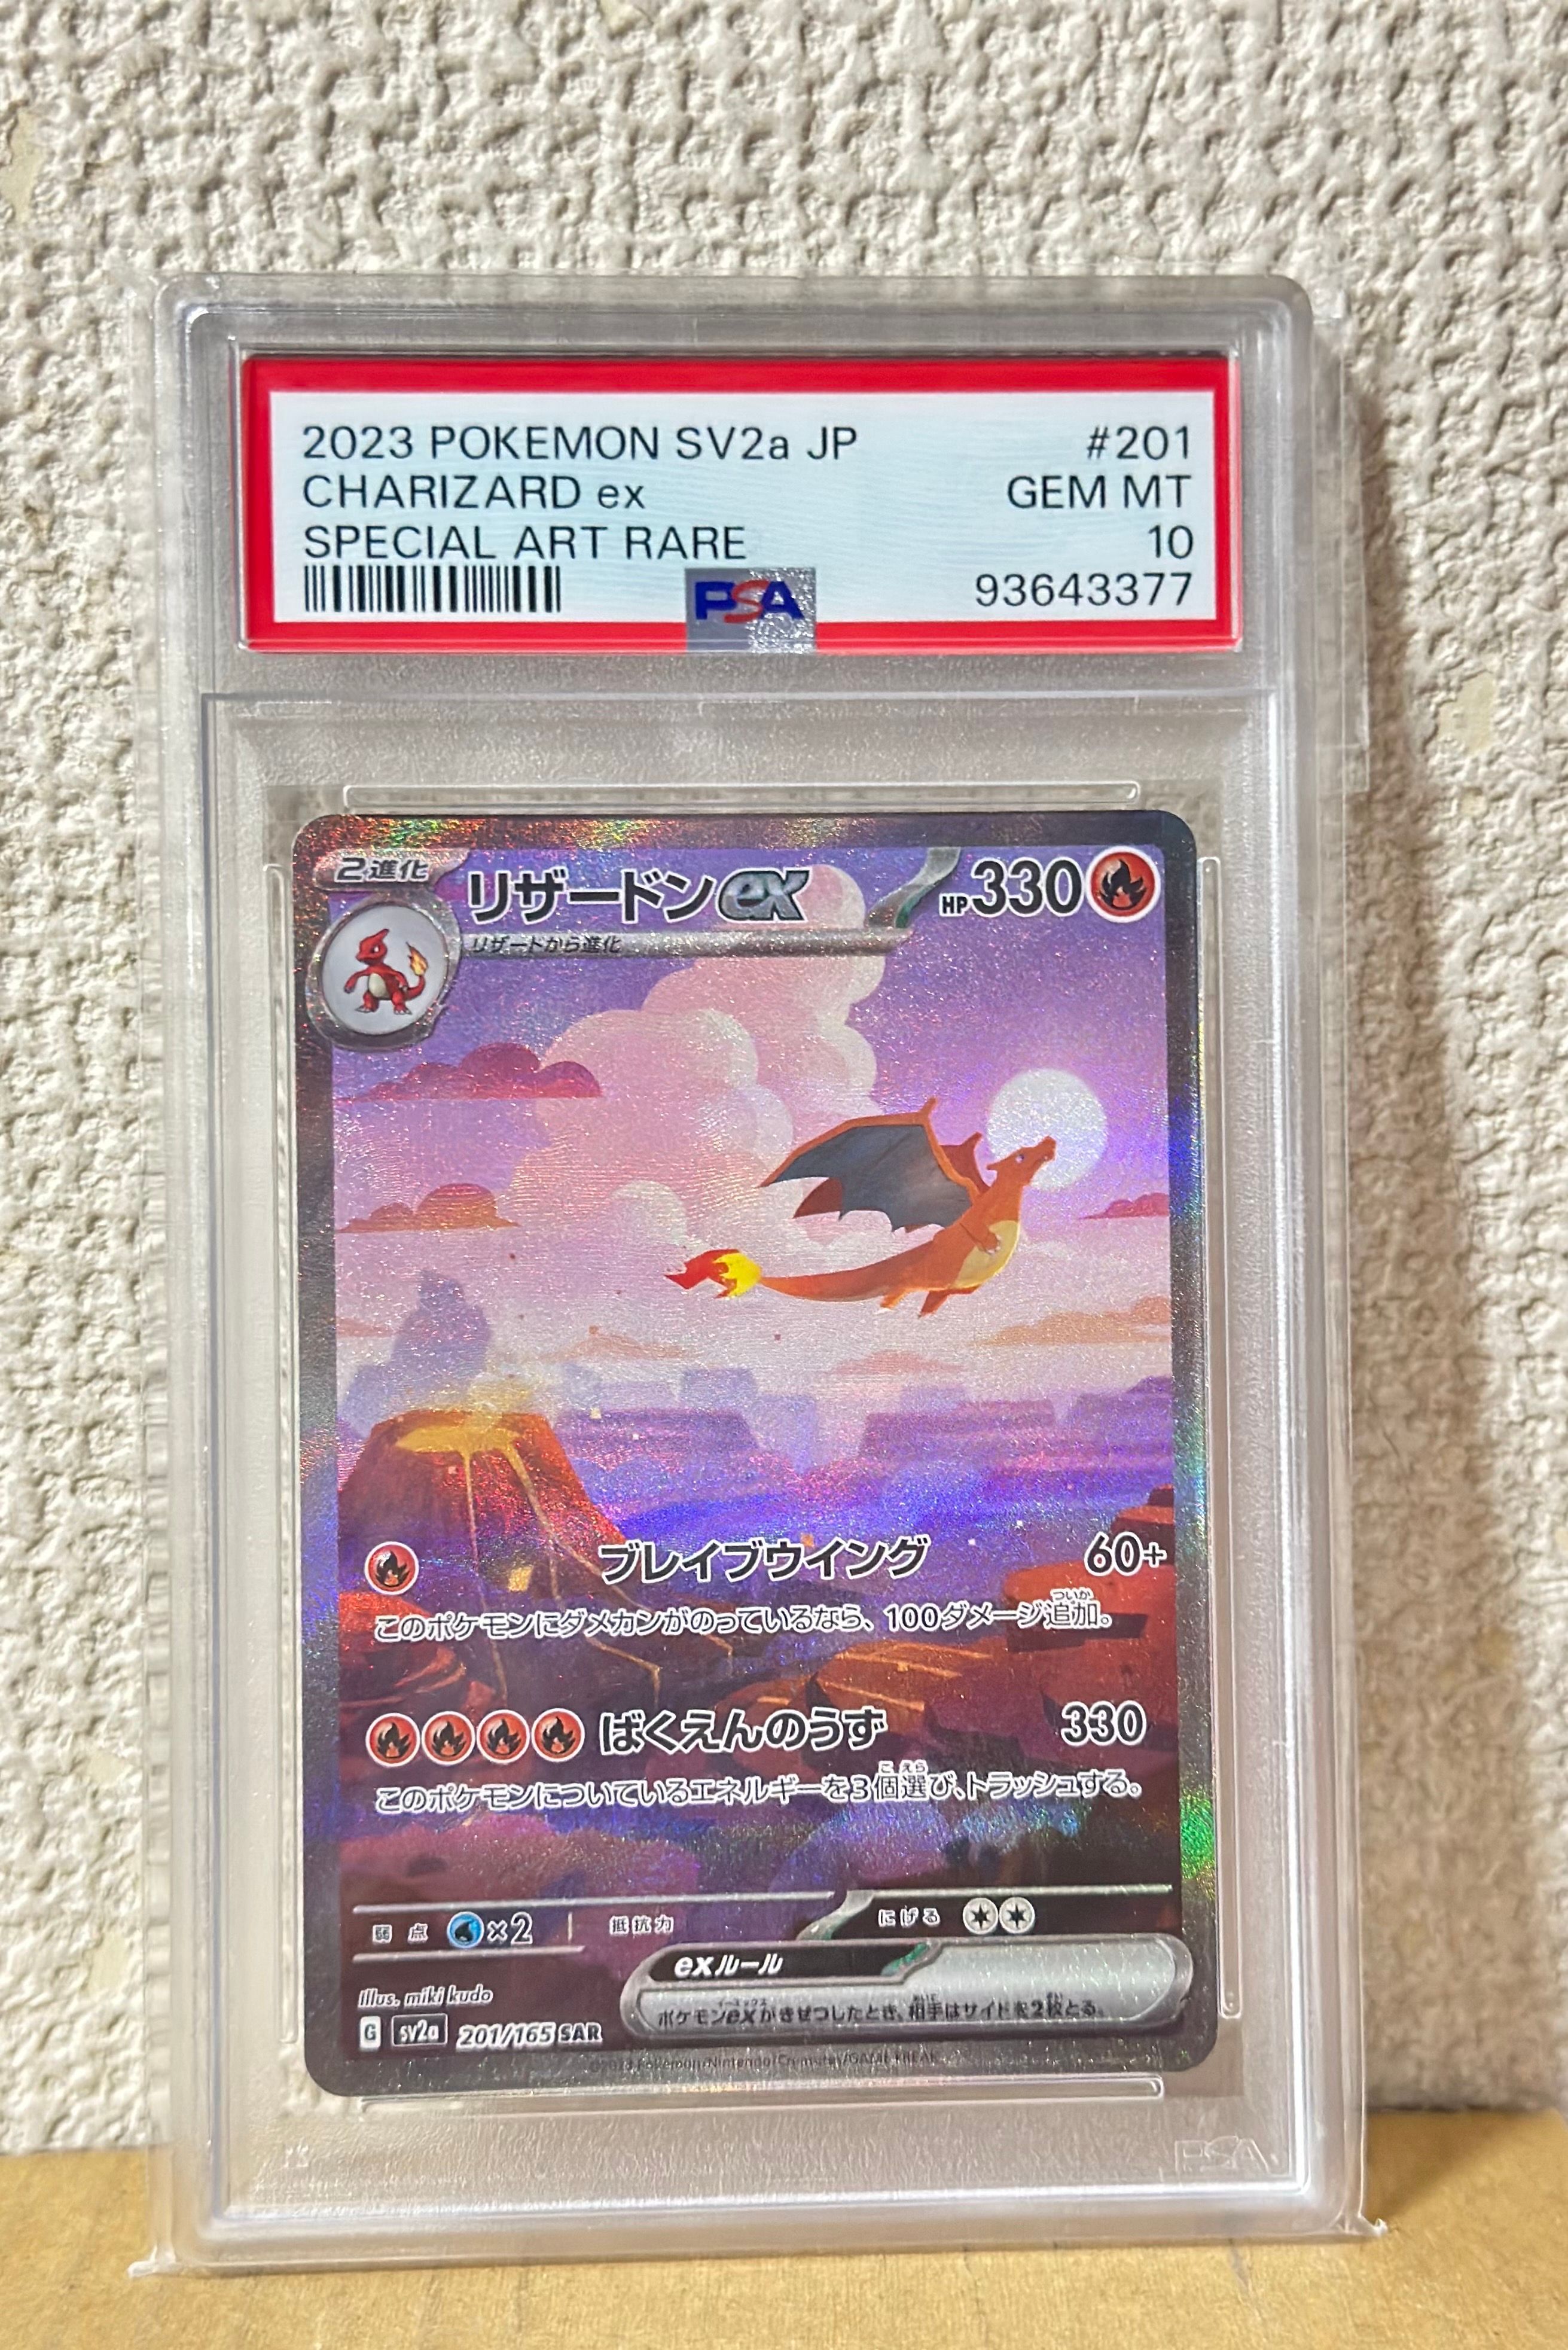 2023 POKEMON SV2a JP #201
CHARIZARD ex GEM MT
SPECIAL ART RARE 10
PSA 93643377
2進化 リザードンex HP330
リザードから進化
ブレイブウイング 60+
このポケモンにダメカンがのっているなら、100ダメージ追加。
ばくえんのうず 330
このポケモンについているエネルギーを3個選び、トラッシュする。
弱点 ×2 抵抗力 にげる
exルール
ポケモンexがきぜつしたとき、相手はサイドを2枚とる。
Illus. miki kudo
G sv2a 201/165 SAR
©2023 Pokémon/Nintendo/Creatures/GAME FREAK
PSA